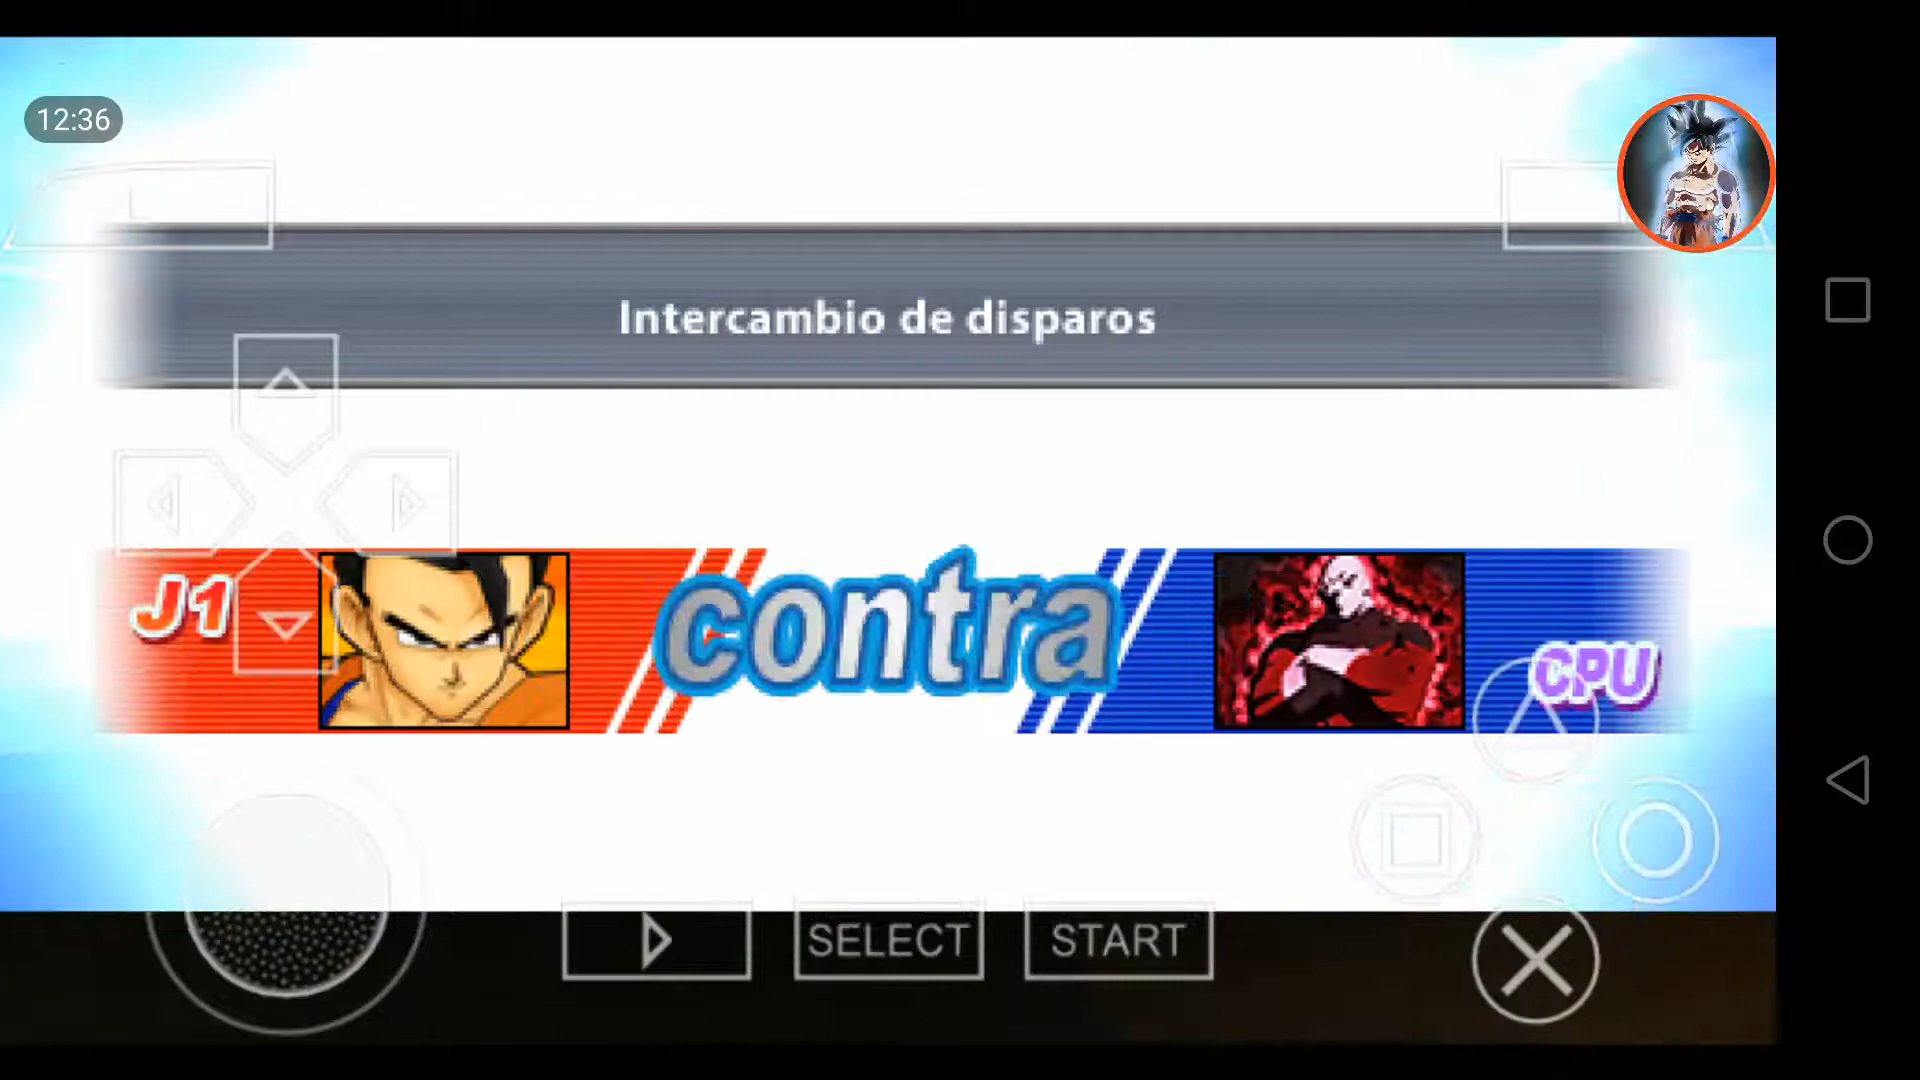 12:36
Intercambio de disparos
J1
contra
CPU
SELECT
START